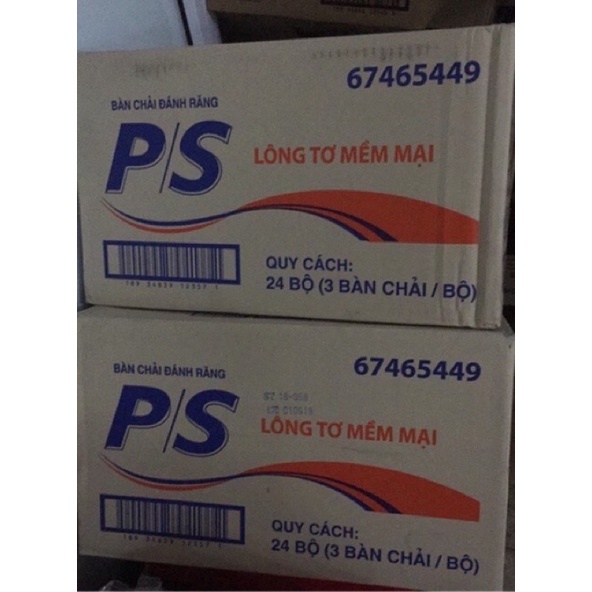 67465449
BÀN CHẢI ĐÁNH RĂNG
P/S
LÔNG TƠ MỀM MẠI
QUY CÁCH:
24 BỘ (3 BÀN CHẢI / BỘ)
67465449
BÀN CHẢI ĐÁNH RĂNG
P/S
LÔNG TƠ MỀM MẠI
QUY CÁCH:
24 BỘ (3 BÀN CHẢI / BỘ)